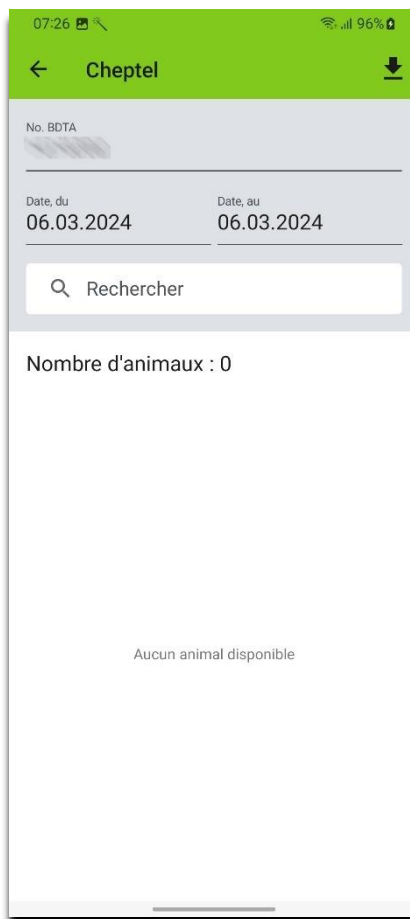 07:26 96%
Cheptel
No. BDTA
Date, du Date, au
06.03.2024 06.03.2024
Rechercher
Nombre d'animaux : 0
Aucun animal disponible